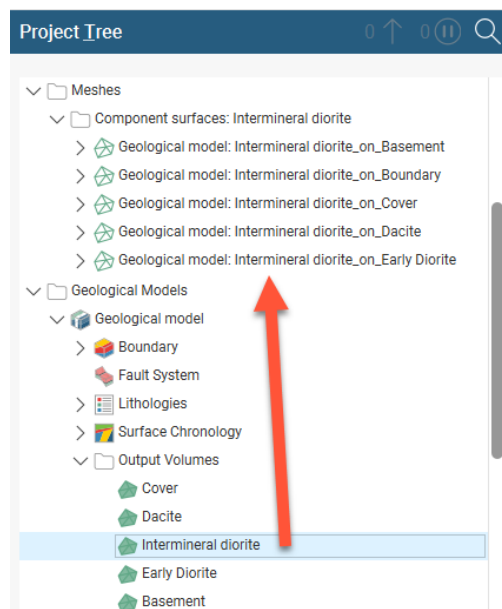 Project Tree 0 0
Meshes
Component surfaces: Intermineral diorite
Geological model: Intermineral diorite_on_Basement
Geological model: Intermineral diorite_on_Boundary
Geological model: Intermineral diorite_on_Cover
Geological model: Intermineral diorite_on_Dacite
Geological model: Intermineral diorite_on_Early Diorite
Geological Models
Geological model
Boundary
Fault System
Lithologies
Surface Chronology
Output Volumes
Cover
Dacite
Intermineral diorite
Early Diorite
Basement